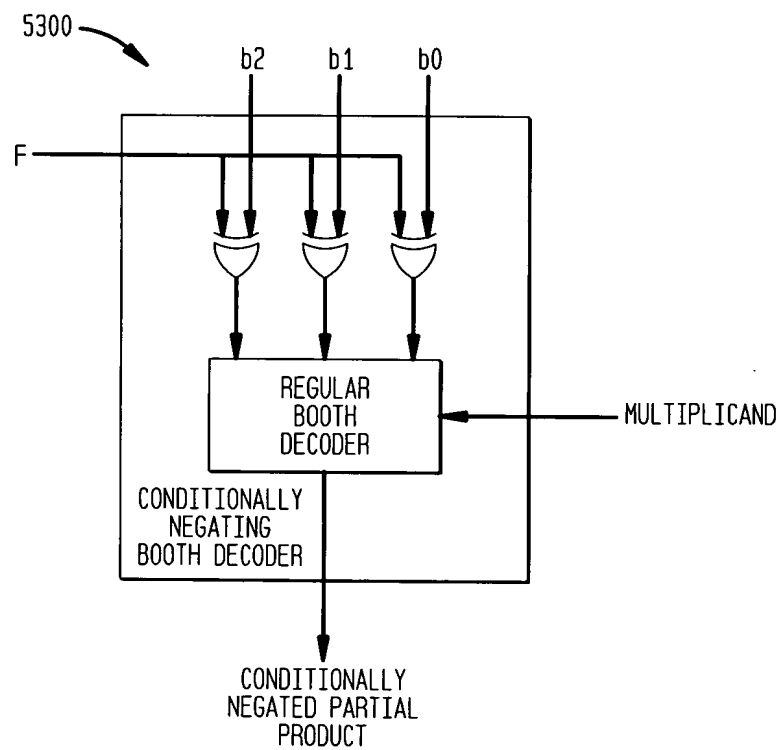 5300
b2
b1
b0
F
REGULAR
BOOTH
DECODER
MULTIPLICAND
CONDITIONALLY
NEGATING
BOOTH DECODER
CONDITIONALLY
NEGATED PARTIAL
PRODUCT